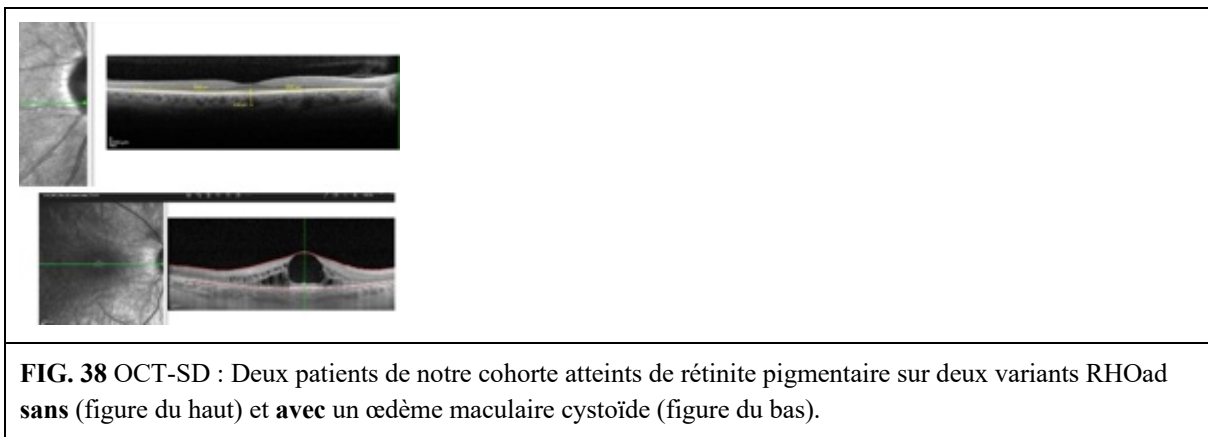 FIG. 38 OCT-SD : Deux patients de notre cohorte atteints de rétinite pigmentaire sur deux variants RHOad
sans (figure du haut) et avec un œdème maculaire cystoïde (figure du bas).